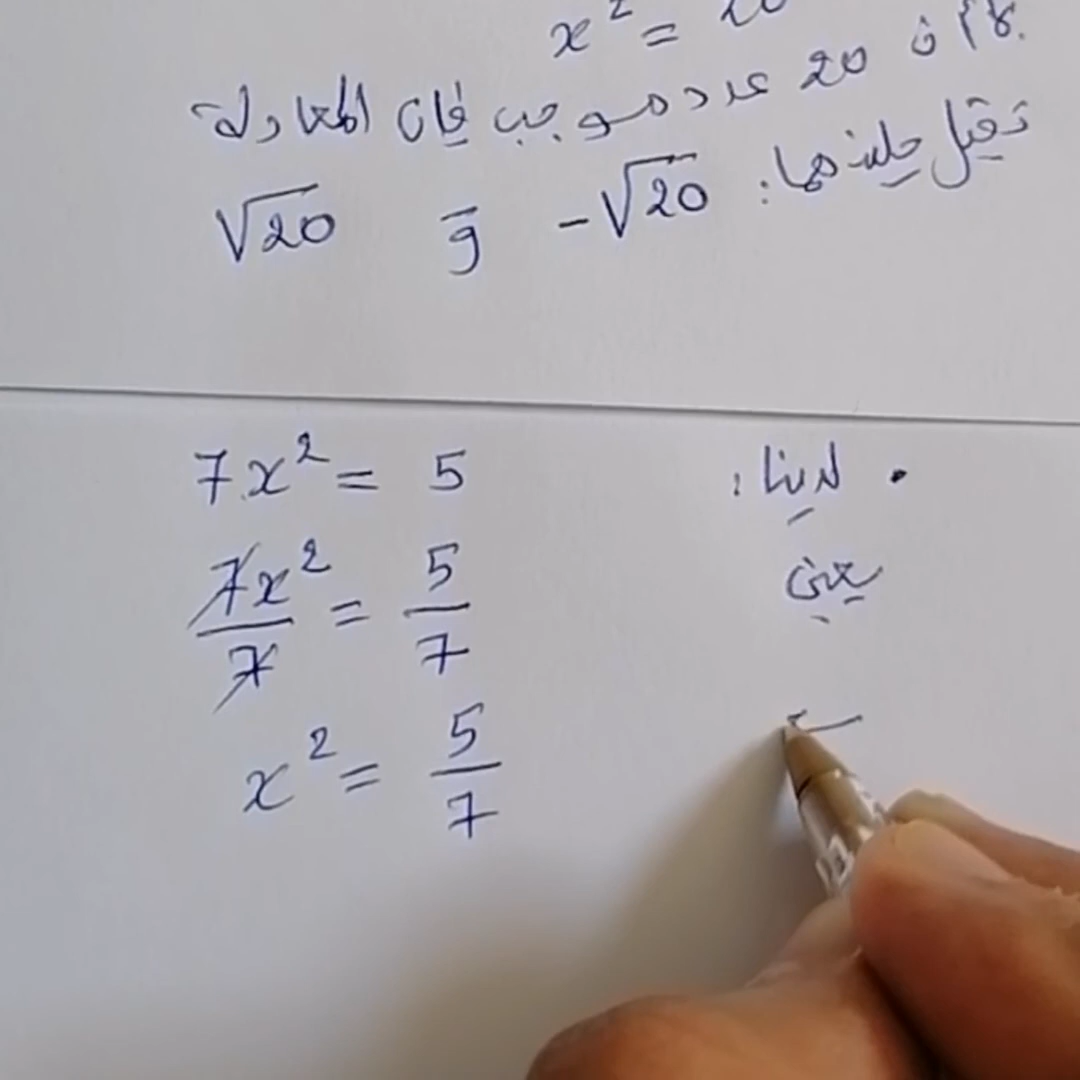 x² = 20
بما أن 20 عدد موجب فإن المعادلة
تقبل حلين هما: -√20 و √20
• لدينا: 7x² = 5
يعني 7x²/7 = 5/7
x² = 5/7